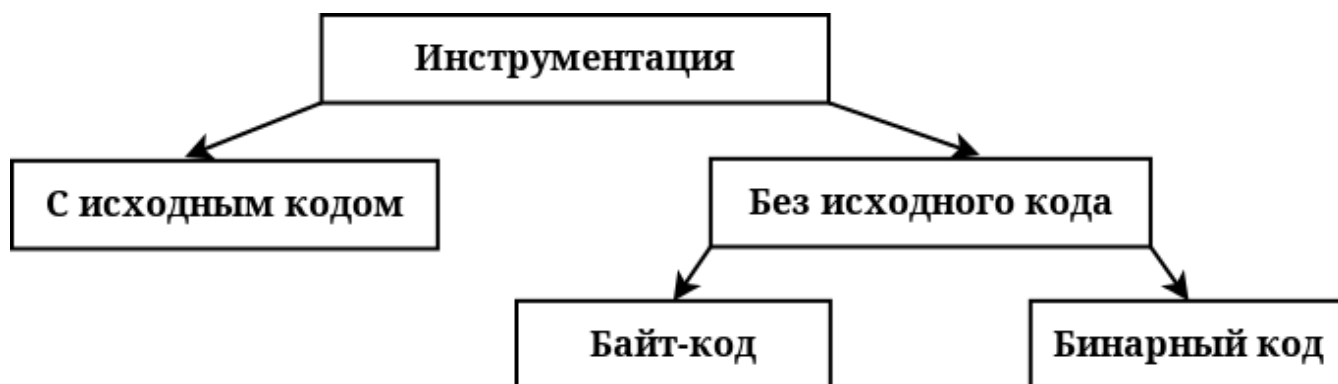 Инструментация
С исходным кодом
Без исходного кода
Байт-код
Бинарный код